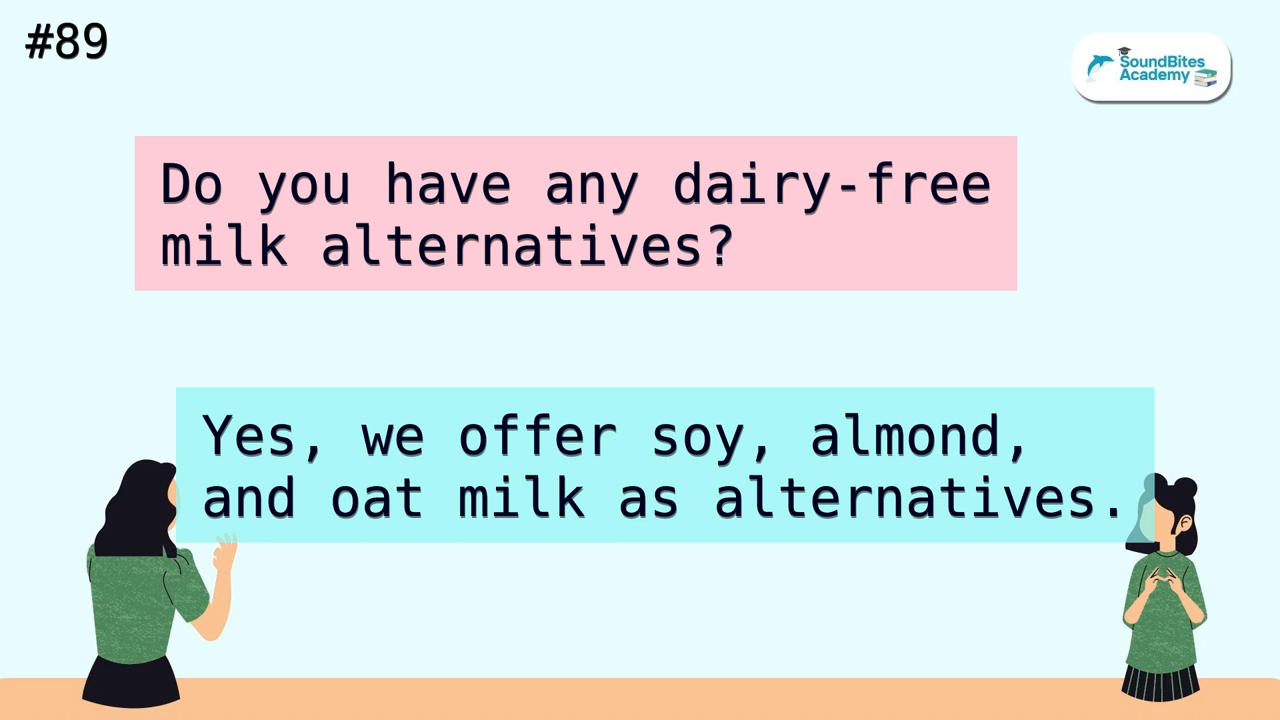 #89
SoundBites
Academy
Do you have any dairy-free
milk alternatives?
Yes, we offer soy, almond,
and oat milk as alternatives.